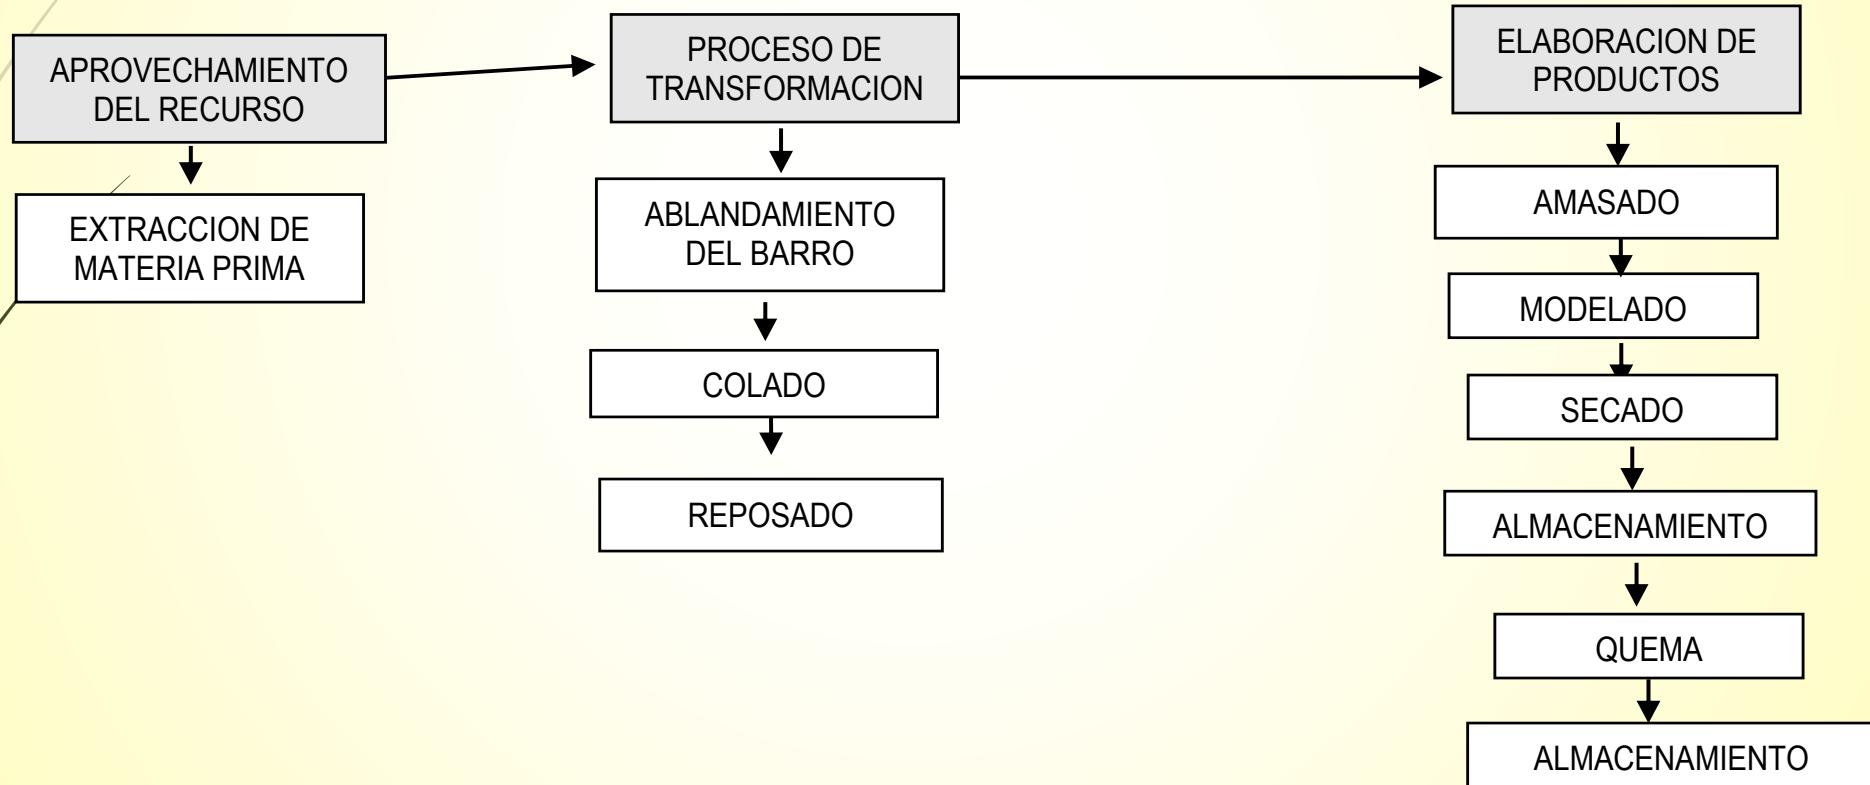 APROVECHAMIENTO
DEL RECURSO
EXTRACCION DE
MATERIA PRIMA
PROCESO DE
TRANSFORMACION
ABLANDAMIENTO
DEL BARRO
COLADO
REPOSADO
ELABORACION DE
PRODUCTOS
AMASADO
MODELADO
SECADO
ALMACENAMIENTO
QUEMA
ALMACENAMIENTO